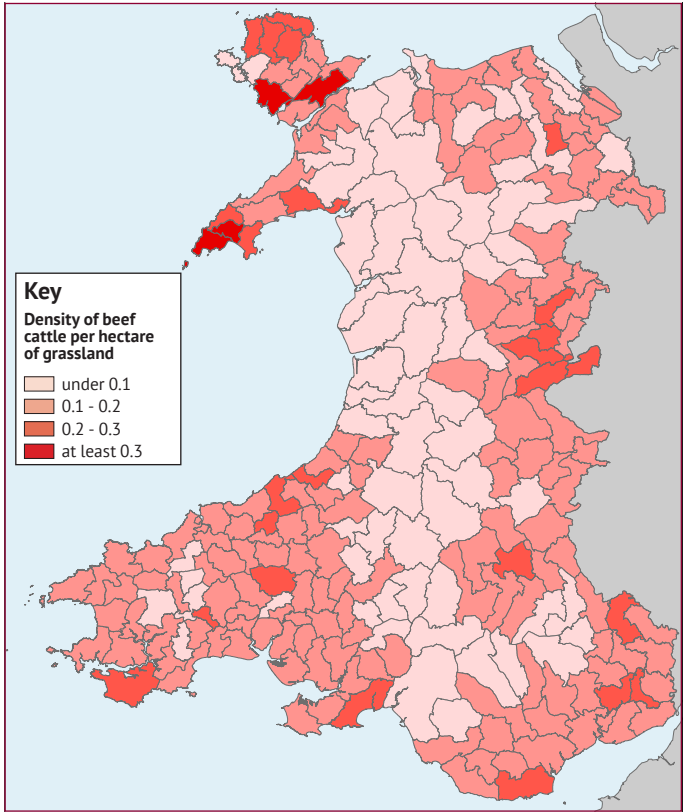 Key
Density of beef
cattle per hectare
of grassland
under 0.1
0.1 - 0.2
0.2 - 0.3
at least 0.3